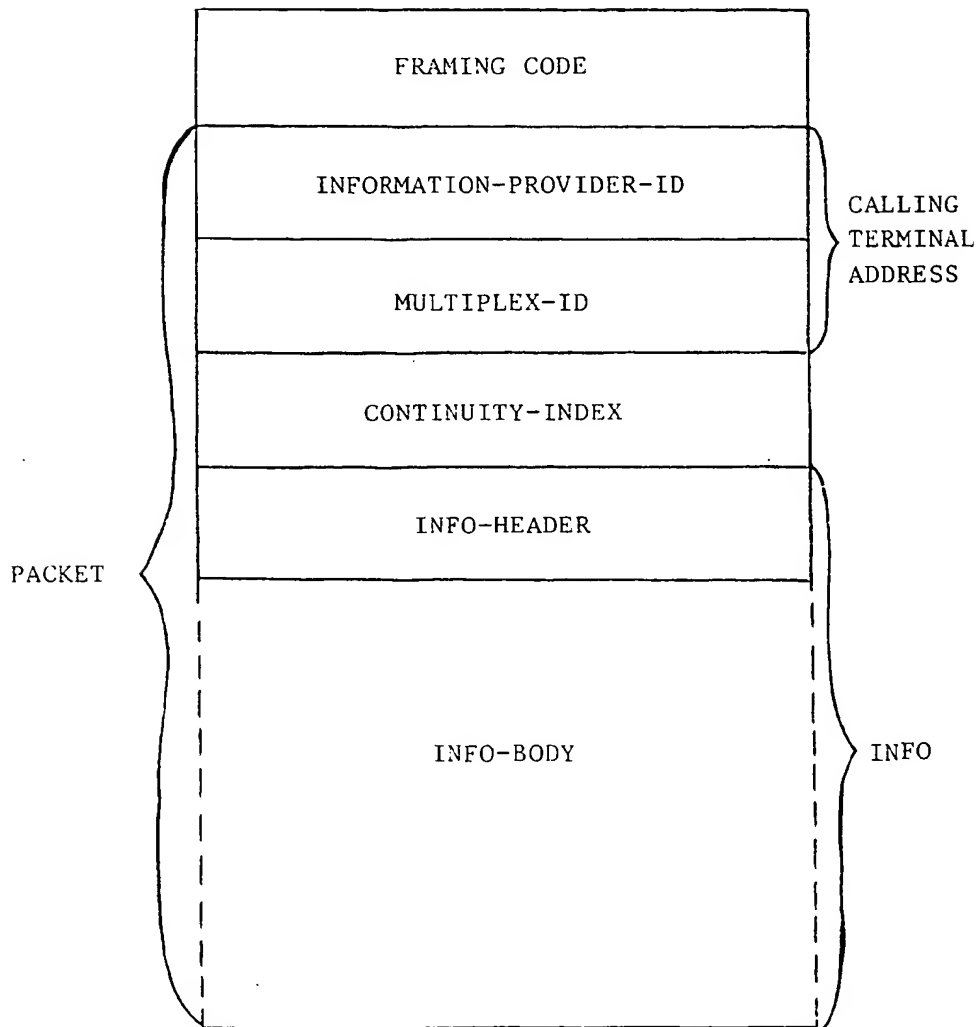 FRAMING CODE
INFORMATION-PROVIDER-ID
CALLING
TERMINAL
ADDRESS
MULTIPLEX-ID
CONTINUITY-INDEX
INFO-HEADER
PACKET
INFO-BODY
INFO